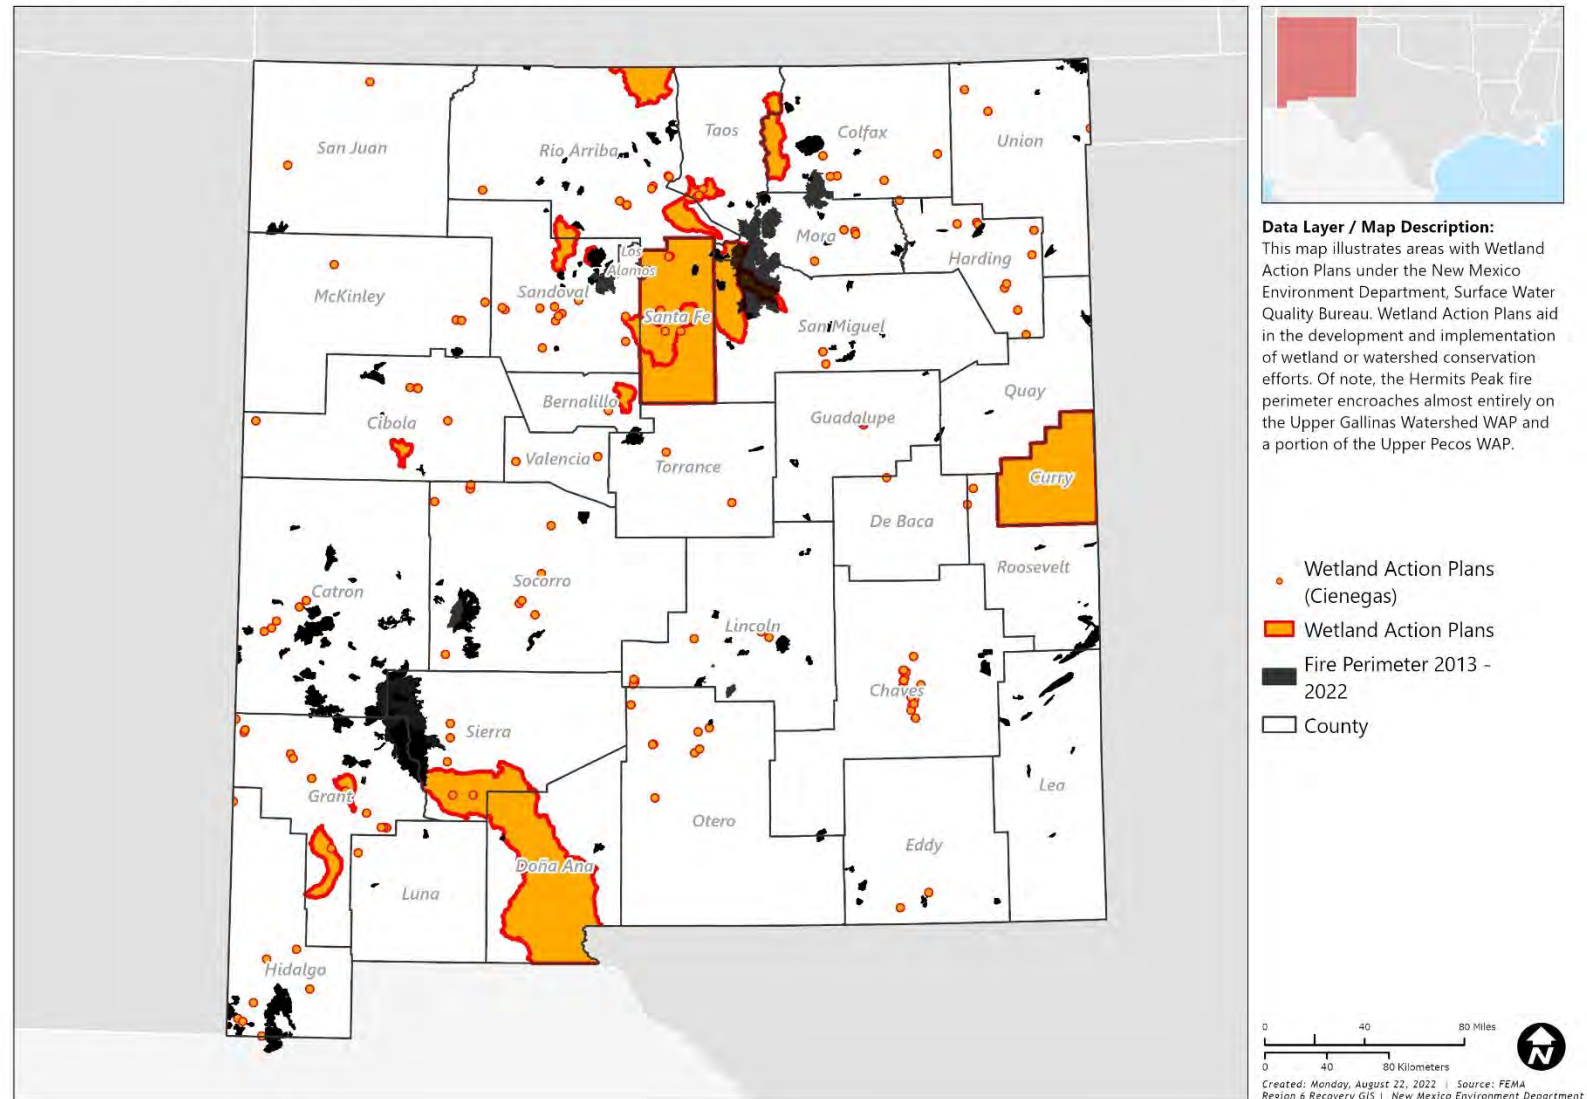 San Juan
Rio Arriba
Taos
Colfax
Union
Los
Alamos
Mora
Harding
McKinley
Sandoval
Santa Fe
San Miguel
Quay
Bernalillo
Guadalupe
Cibola
Valencia
Torrance
Curry
De Baca
Roosevelt
Catron
Socorro
Lincoln
Chaves
Sierra
Lea
Grant
Otero
Eddy
Doña Ana
Luna
Hidalgo
Data Layer / Map Description:
This map illustrates areas with Wetland
Action Plans under the New Mexico
Environment Department, Surface Water
Quality Bureau. Wetland Action Plans aid
in the development and implementation
of wetland or watershed conservation
efforts. Of note, the Hermits Peak fire
perimeter encroaches almost entirely on
the Upper Gallinas Watershed WAP and
a portion of the Upper Pecos WAP.
Wetland Action Plans
(Cienegas)
Wetland Action Plans
Fire Perimeter 2013 -
2022
County
0 40 80 Miles
0 40 80 Kilometers
N
Created: Monday, August 22, 2022 | Source: FEMA
Region 6 Recovery GIS | New Mexico Environment Department